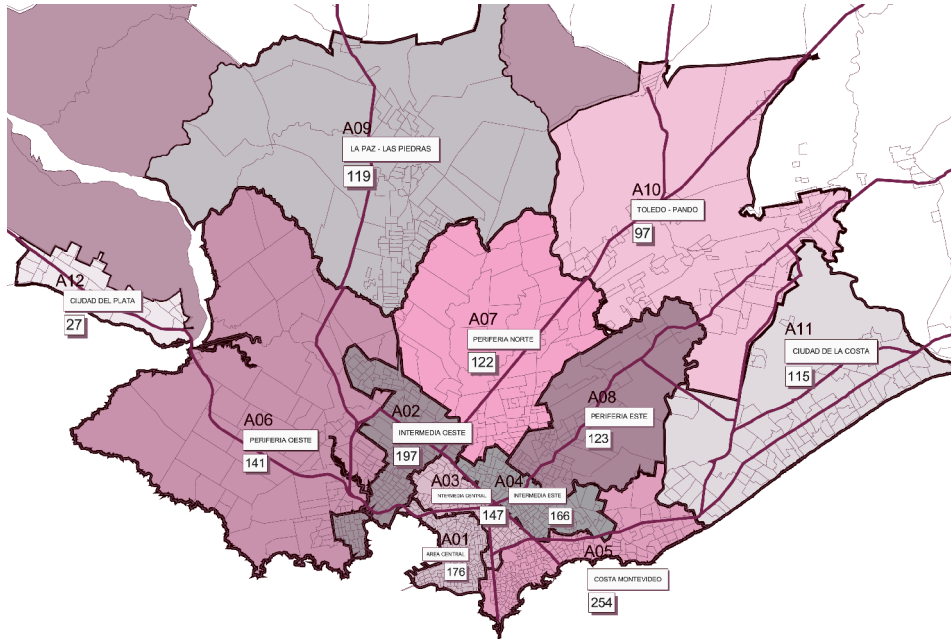 A09
LA PAZ - LAS PIEDRAS
119
A10
TOLEDO - PANDO
97
A12
CIUDAD DEL PLATA
27
A07
PERIFERIA NORTE
122
A11
CIUDAD DE LA COSTA
115
A08
PERIFERIA ESTE
123
A06
PERIFERIA OESTE
141
A02
INTERMEDIA OESTE
197
A03
INTERMEDIA CENTRAL
147
A04
INTERMEDIA ESTE
166
A01
AREA CENTRAL
176
A05
COSTA MONTEVIDEO
254